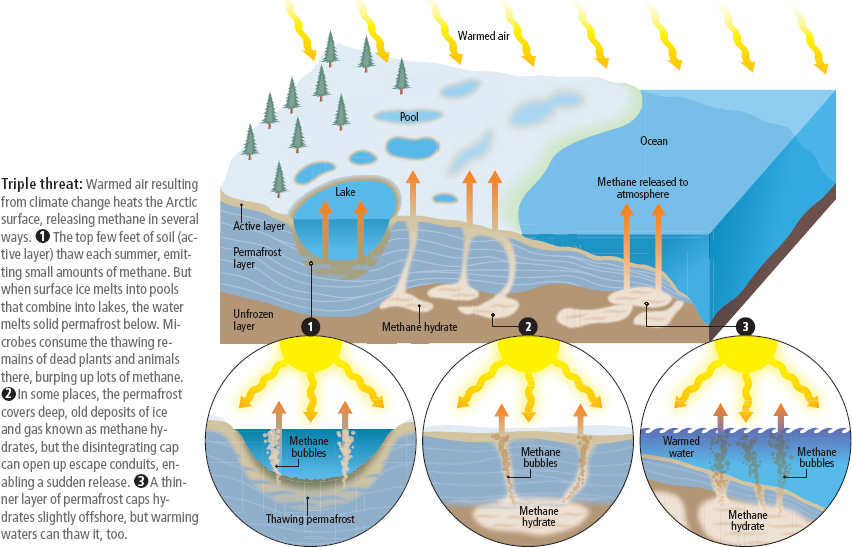 Triple threat: Warmed air resulting
from climate change heats the Arctic
surface, releasing methane in several
ways. 1 The top few feet of soil (ac-
tive layer) thaw each summer, emit-
ting small amounts of methane. But
when surface ice melts into pools
that combine into lakes, the water
melts solid permafrost below. Mi-
crobes consume the thawing re-
mains of dead plants and animals
there, burping up lots of methane.
2 In some places, the permafrost
covers deep, old deposits of ice
and gas known as methane hy-
drates, but the disintegrating cap
can open up escape conduits, en-
abling a sudden release. 3 A thin-
ner layer of permafrost caps hy-
drates slightly offshore, but warming
waters can thaw it, too.
Warmed air
Pool
Ocean
Lake
Methane released to
atmosphere
Active layer
Permafrost
layer
Unfrozen
layer
Methane hydrate
1
2
3
Methane
bubbles
Thawing permafrost
Methane
bubbles
Methane
hydrate
Warmed
water
Methane
bubbles
Methane
hydrate